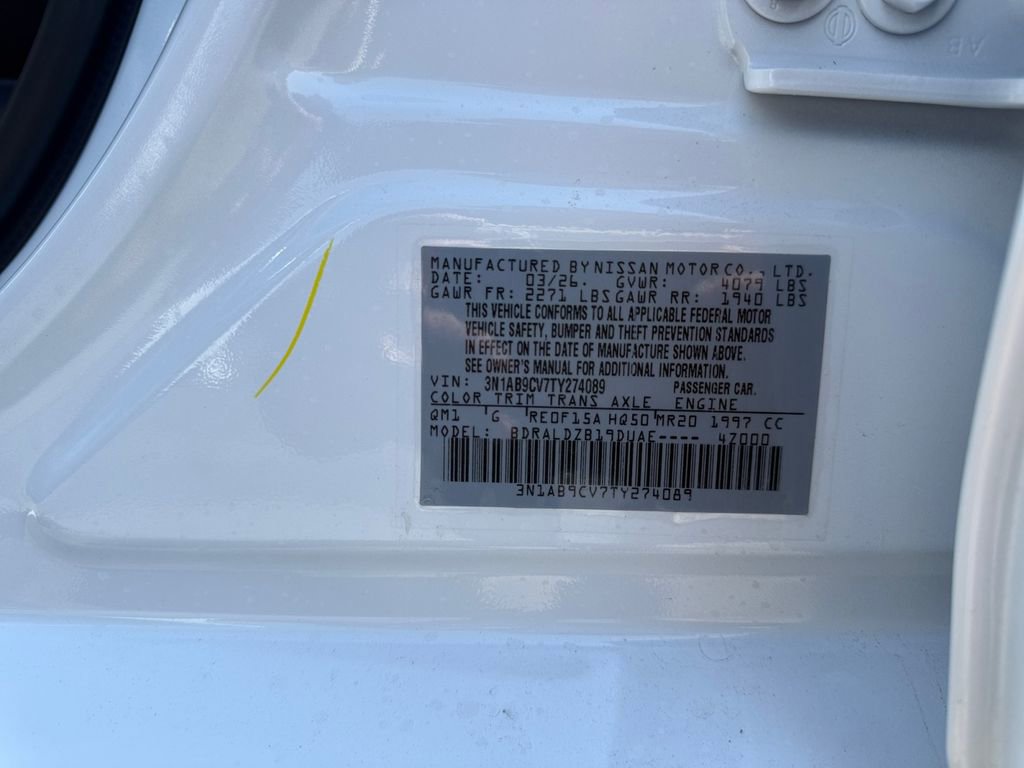 MANUFACTURED BY NISSAN MOTOR CO., LTD.
DATE: 03/26. GVWR: 4079 LBS
GAWR FR: 2271 LBS GAWR RR: 1940 LBS
THIS VEHICLE CONFORMS TO ALL APPLICABLE FEDERAL MOTOR
VEHICLE SAFETY, BUMPER AND THEFT PREVENTION STANDARDS
IN EFFECT ON THE DATE OF MANUFACTURE SHOWN ABOVE.
SEE OWNER'S MANUAL FOR ADDITIONAL INFORMATION.
VIN: 3N1AB9CV7TY274089 PASSENGER CAR.
COLOR TRIM TRANS AXLE ENGINE
QM1 G RE0F15A HQ50 MR20 1997 CC
MODEL: BDRALDZB19DUAE---- 47000
3N1AB9CV7TY274089